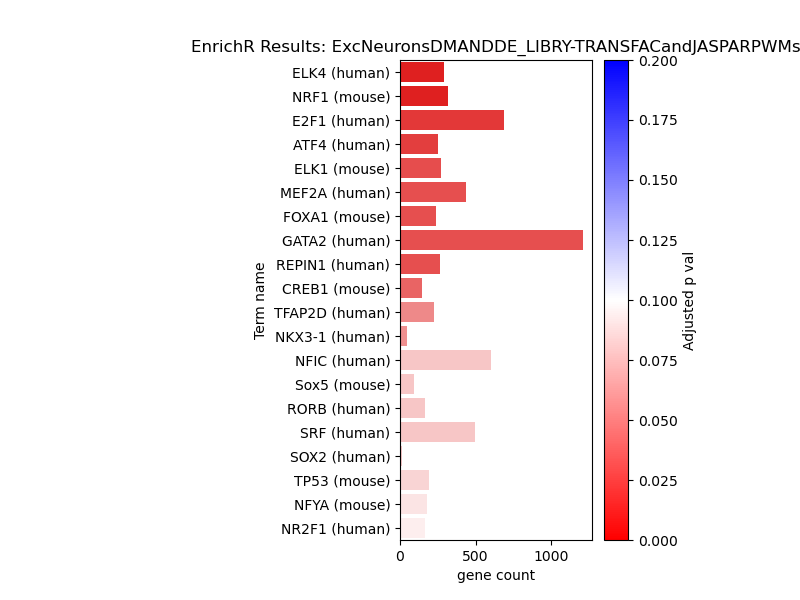 EnrichR Results: ExcNeuronsDMANDDE_LIBRY-TRANSFACandJASPARPWMs
ELK4 (human)
NRF1 (mouse)
E2F1 (human)
ATF4 (human)
ELK1 (mouse)
MEF2A (human)
FOXA1 (mouse)
GATA2 (human)
REPIN1 (human)
CREB1 (mouse)
TFAP2D (human)
NKX3-1 (human)
NFIC (human)
Sox5 (mouse)
RORB (human)
SRF (human)
SOX2 (human)
TP53 (mouse)
NFYA (mouse)
NR2F1 (human)
Term name
0 500 1000
gene count
0.200
0.175
0.150
0.125
0.100
0.075
0.050
0.025
0.000
Adjusted p val